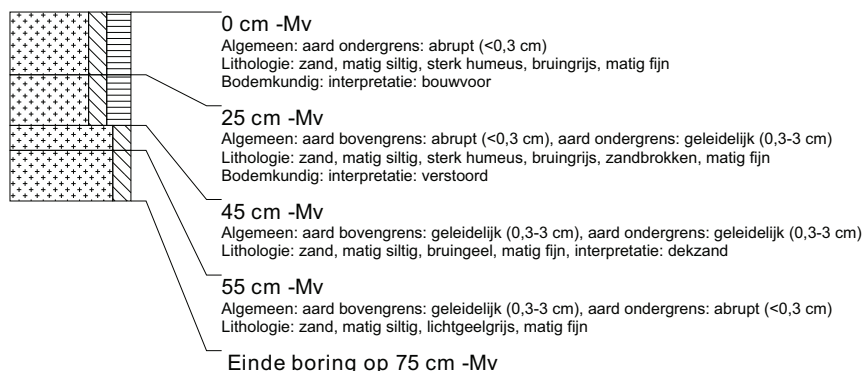 0 cm -Mv
Algemeen: aard ondergrens: abrupt (<0,3 cm)
Lithologie: zand, matig siltig, sterk humeus, bruingrijs, matig fijn
Bodemkundig: interpretatie: bouwvoor
25 cm -Mv
Algemeen: aard bovengrens: abrupt (<0,3 cm), aard ondergrens: geleidelijk (0,3-3 cm)
Lithologie: zand, matig siltig, sterk humeus, bruingrijs, zandbrokken, matig fijn
Bodemkundig: interpretatie: verstoord
45 cm -Mv
Algemeen: aard bovengrens: geleidelijk (0,3-3 cm), aard ondergrens: geleidelijk (0,3-3 cm)
Lithologie: zand, matig siltig, bruingeel, matig fijn, interpretatie: dekzand
55 cm -Mv
Algemeen: aard bovengrens: geleidelijk (0,3-3 cm), aard ondergrens: abrupt (<0,3 cm)
Lithologie: zand, matig siltig, lichtgeelgrijs, matig fijn
Einde boring op 75 cm -Mv